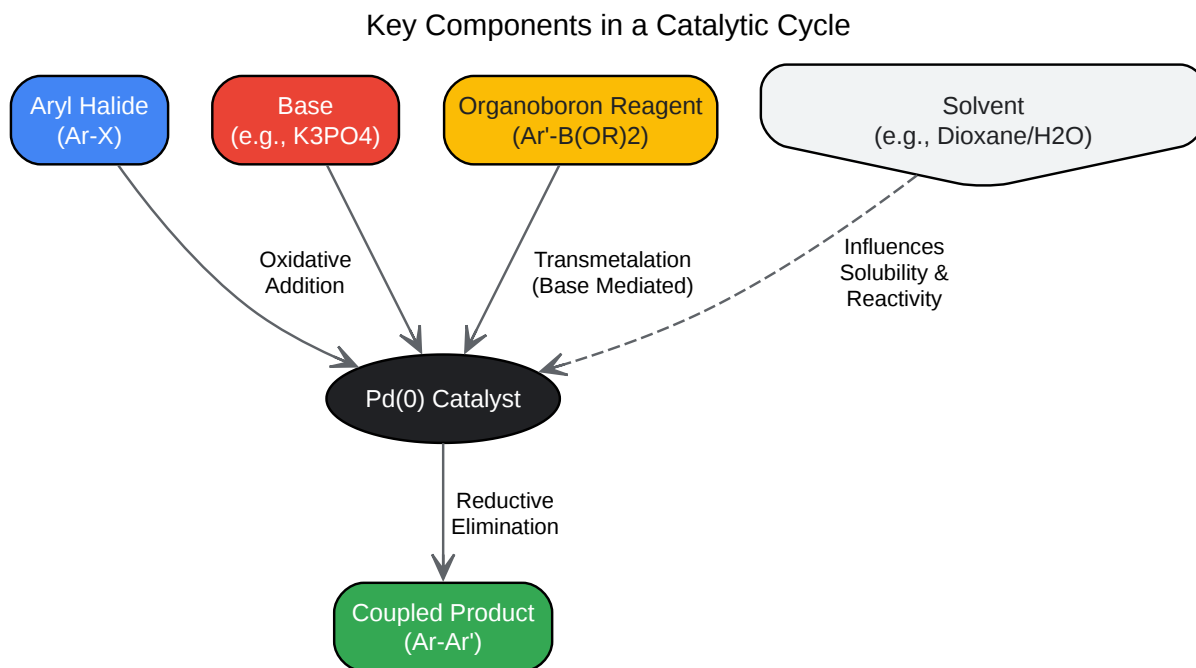 Key Components in a Catalytic Cycle
Aryl Halide
(Ar-X)
Base
(e.g., K3PO4)
Organoboron Reagent
(Ar'-B(OR)2)
Solvent
(e.g., Dioxane/H2O)
Oxidative
Addition
Transmetalation
(Base Mediated)
Influences
Solubility &
Reactivity
Pd(0) Catalyst
Reductive
Elimination
Coupled Product
(Ar-Ar')